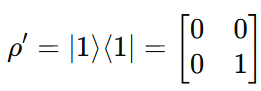 ρ′ = |1⟩⟨1| = [0 0
0 1]